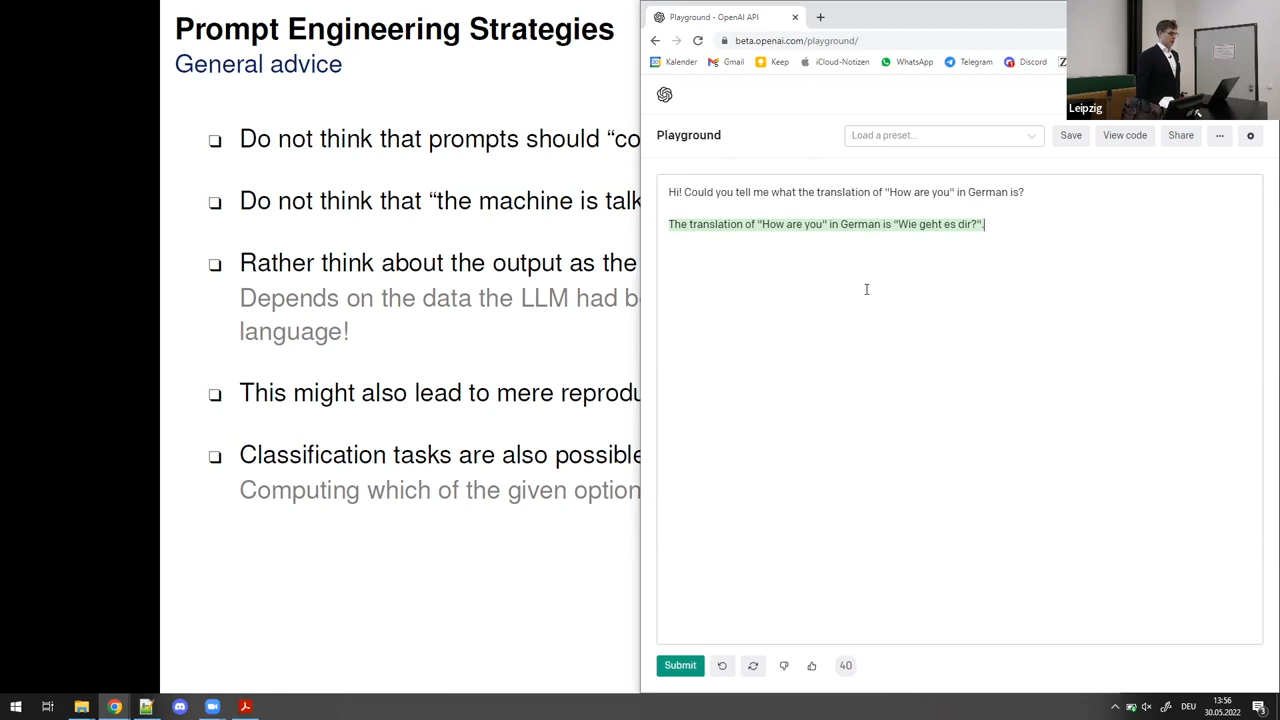 Prompt Engineering Strategies
General advice
Do not think that prompts should “co
Do not think that “the machine is talk
Rather think about the output as the
Depends on the data the LLM had be
language!
This might also lead to mere reprodu
Classification tasks are also possible
Computing which of the given option
Playground - OpenAI API
beta.openai.com/playground/
Kalender
Gmail
Keep
iCloud-Notizen
WhatsApp
Telegram
Discord
Leipzig
Playground
Load a preset...
Save
View code
Share
Hi! Could you tell me what the translation of "How are you" in German is?
The translation of "How are you" in German is "Wie geht es dir?".
Submit
40
DEU
13:56
30.05.2022
3